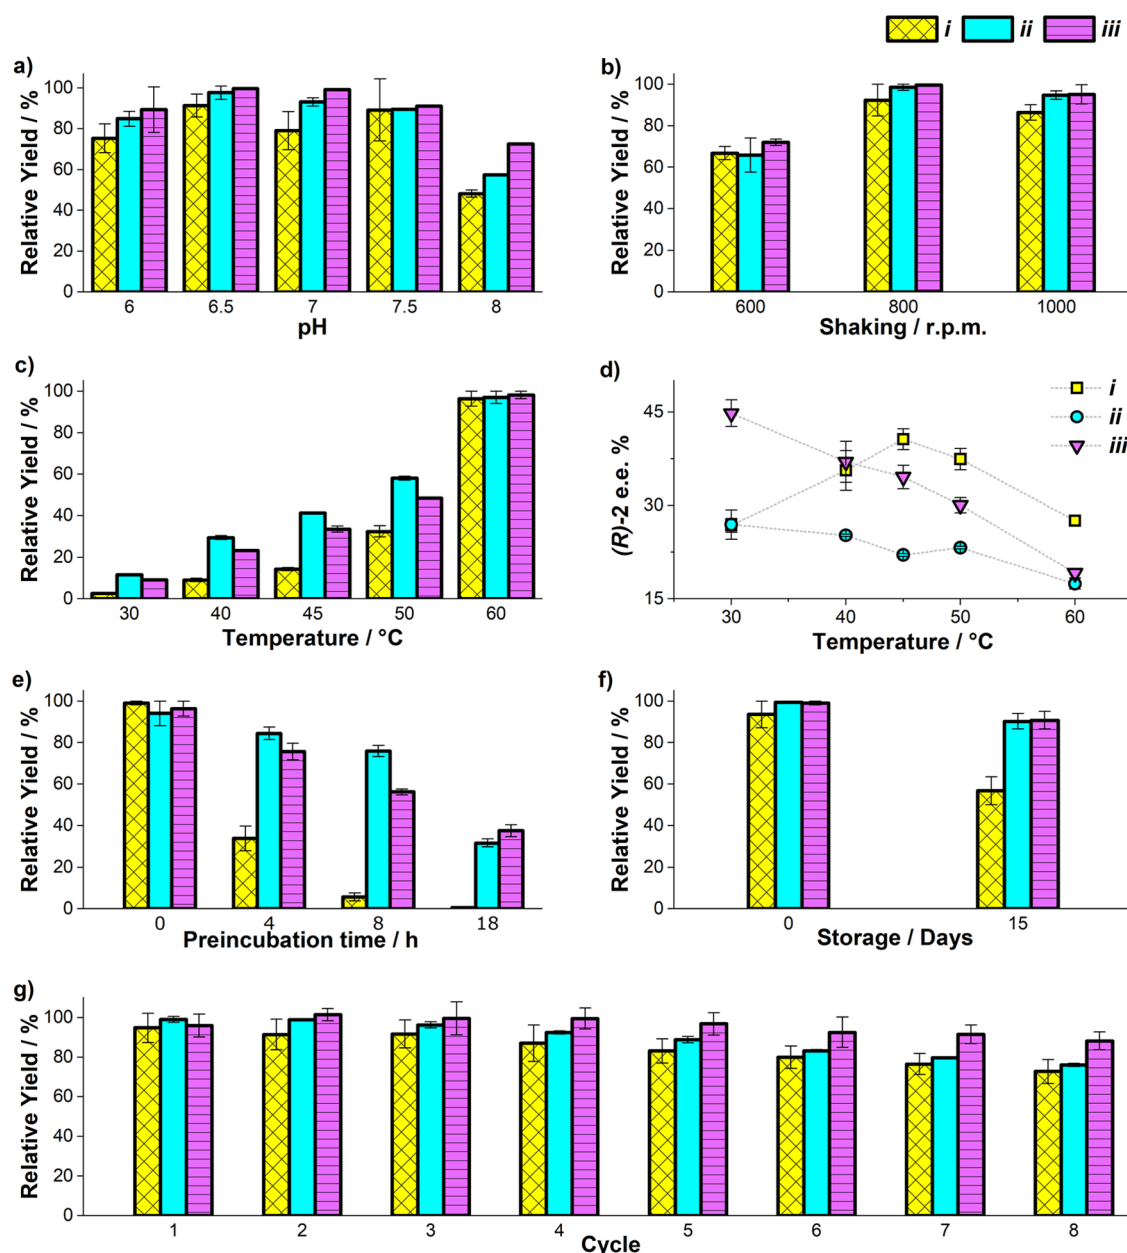 i ii iii
a)
Relative Yield / %
100
80
60
40
20
0
6 6.5 7 7.5 8
pH
b)
Relative Yield / %
100
80
60
40
20
0
600 800 1000
Shaking / r.p.m.
c)
Relative Yield / %
100
80
60
40
20
0
30 40 45 50 60
Temperature / °C
d)
(R)-2 e.e. %
45
30
15
i
ii
iii
30 40 50 60
Temperature / °C
e)
Relative Yield / %
100
80
60
40
20
0
0 4 8 18
Preincubation time / h
f)
Relative Yield / %
100
80
60
40
20
0
0 15
Storage / Days
g)
Relative Yield / %
100
80
60
40
20
0
1 2 3 4 5 6 7 8
Cycle